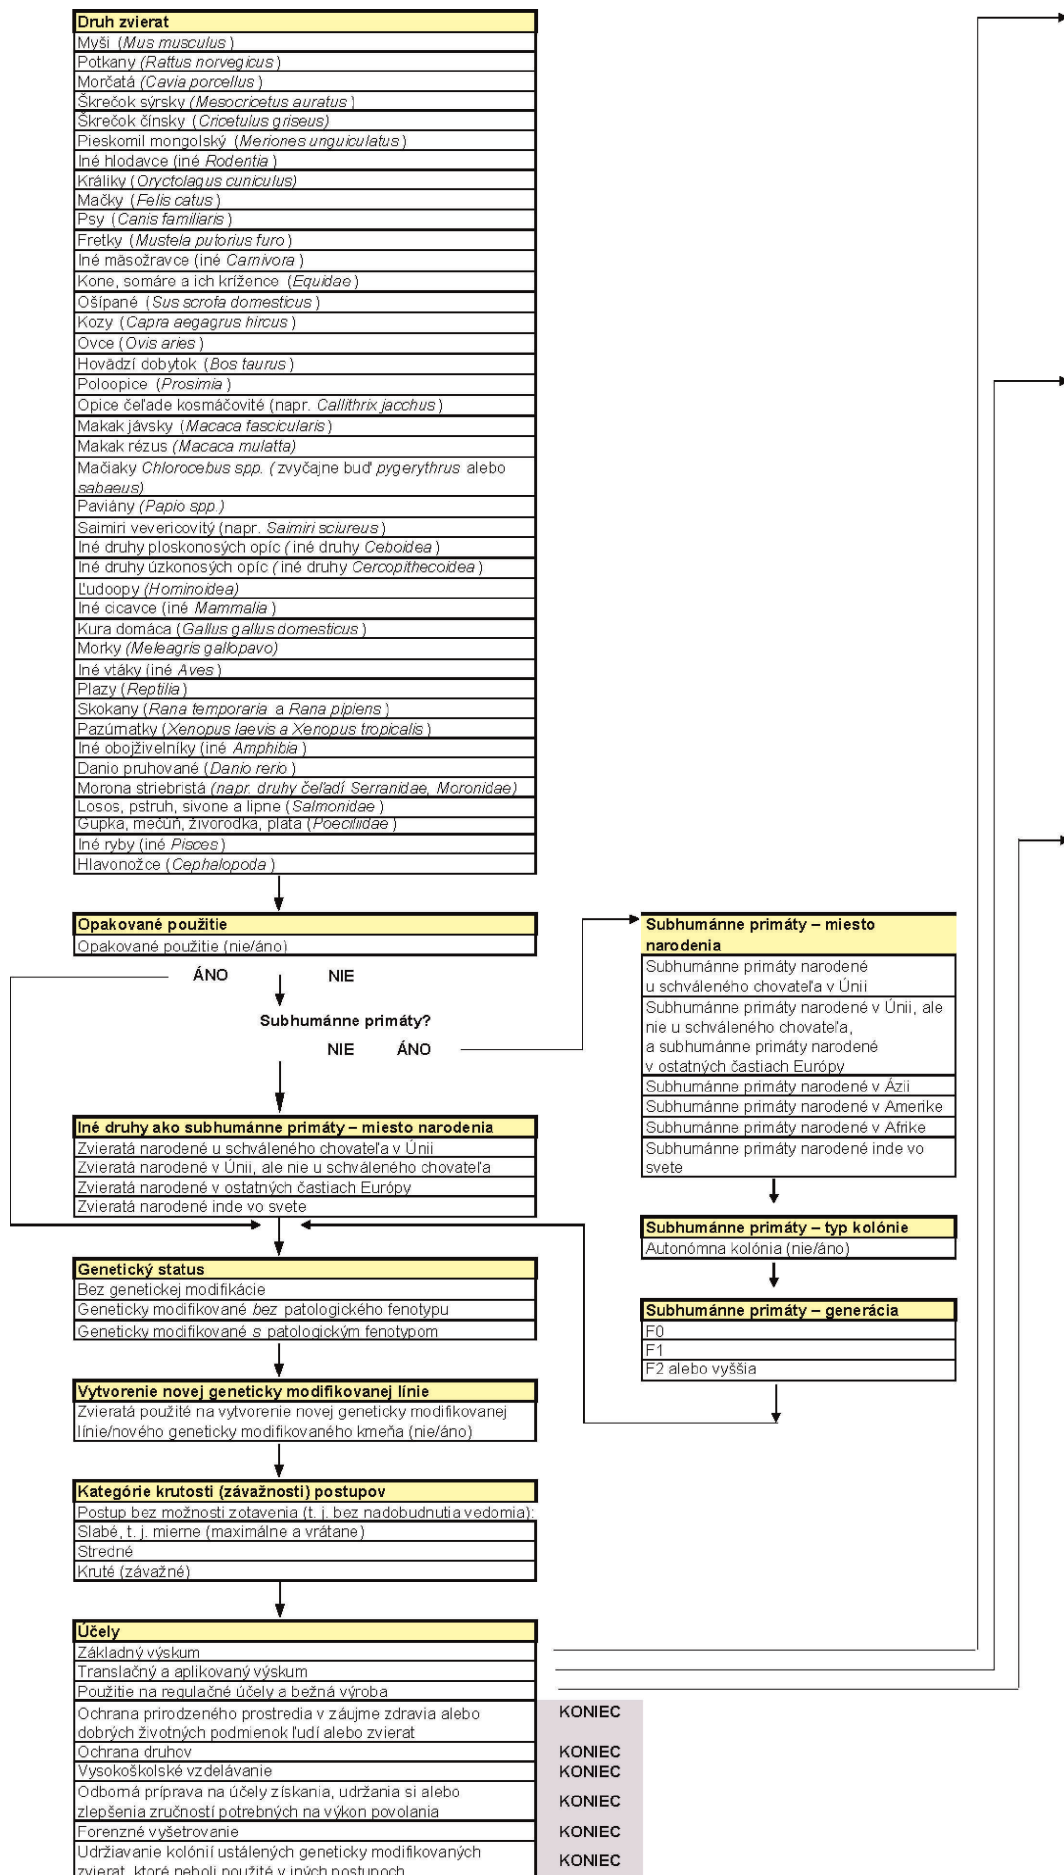 Druh zvierat
Myši (Mus musculus )
Potkany (Rattus norvegicus )
Morčatá (Cavia porcellus )
Škrečok sýrsky (Mesocricetus auratus )
Škrečok čínsky (Cricetulus griseus)
Pieskomil mongolský (Meriones unguiculatus )
Iné hlodavce (iné Rodentia )
Králiky (Oryctolagus cuniculus)
Mačky (Felis catus )
Psy (Canis familiaris )
Fretky (Mustela putorius furo )
Iné mäsožravce (iné Carnivora )
Kone, somáre a ich krížence (Equidae )
Ošípané (Sus scrofa domesticus )
Kozy (Capra aegagrus hircus )
Ovce (Ovis aries )
Hovädzí dobytok (Bos taurus )
Poloopice (Prosimia )
Opice čeľade kosmáčovité (napr. Callithrix jacchus )
Makak jávsky (Macaca fascicularis )
Makak rézus (Macaca mulatta)
Mačiaky Chlorocebus spp. ( zvyčajne buď pygerythrus alebo
sabaeus)
Paviány (Papio spp.)
Saimiri vevericovitý (napr. Saimiri sciureus )
Iné druhy ploskonosých opíc ( iné druhy Ceboidea )
Iné druhy úzkonosých opíc ( iné druhy Cercopithecoidea )
Ľudoopy (Hominoidea)
Iné cicavce (iné Mammalia )
Kura domáca (Gallus gallus domesticus )
Morky (Meleagris gallopavo)
Iné vtáky (iné Aves )
Plazy (Reptilia )
Skokany (Rana temporaria a Rana pipiens )
Pazúrnatky (Xenopus laevis a Xenopus tropicalis )
Iné obojživelníky (iné Amphibia )
Danio pruhované (Danio rerio )
Morona striebristá (napr. druhy čeľadí Serranidae, Moronidae)
Losos, pstruh, sivone a lipne (Salmonidae )
Gupka, mečúň, živorodka, plata (Poeciliidae )
Iné ryby (iné Pisces )
Hlavonožce (Cephalopoda )
Opakované použitie
Opakované použitie (nie/áno)
ÁNO NIE
Subhumánne primáty?
NIE ÁNO
Subhumánne primáty – miesto
narodenia
Subhumánne primáty narodené
u schváleného chovateľa v Únii
Subhumánne primáty narodené v Únii, ale
nie u schváleného chovateľa,
a subhumánne primáty narodené
v ostatných častiach Európy
Subhumánne primáty narodené v Ázii
Subhumánne primáty narodené v Amerike
Subhumánne primáty narodené v Afrike
Subhumánne primáty narodené inde vo
svete
Subhumánne primáty – typ kolónie
Autonómna kolónia (nie/áno)
Subhumánne primáty – generácia
F0
F1
F2 alebo vyššia
Iné druhy ako subhumánne primáty – miesto narodenia
Zvieratá narodené u schváleného chovateľa v Únii
Zvieratá narodené v Únii, ale nie u schváleného chovateľa
Zvieratá narodené v ostatných častiach Európy
Zvieratá narodené inde vo svete
Genetický status
Bez genetickej modifikácie
Geneticky modifikované bez patologického fenotypu
Geneticky modifikované s patologickým fenotypom
Vytvorenie novej geneticky modifikovanej línie
Zvieratá použité na vytvorenie novej geneticky modifikovanej
línie/nového geneticky modifikovaného kmeňa (nie/áno)
Kategórie krutosti (závažnosti) postupov
Postup bez možnosti zotavenia (t. j. bez nadobudnutia vedomia):
Slabé, t. j. mierne (maximálne a vrátane)
Stredné
Kruté (závažné)
Účely
Základný výskum
Translačný a aplikovaný výskum
Použitie na regulačné účely a bežná výroba
Ochrana prirodzeného prostredia v záujme zdravia alebo KONIEC
dobrých životných podmienok ľudí alebo zvierat
Ochrana druhov KONIEC
Vysokoškolské vzdelávanie KONIEC
Odborná príprava na účely získania, udržania si alebo
zlepšenia zručností potrebných na výkon povolania KONIEC
Forenzné vyšetrovanie KONIEC
Udržiavanie kolónií ustálených geneticky modifikovaných KONIEC
zvierat, ktoré neboli použité v iných postupoch